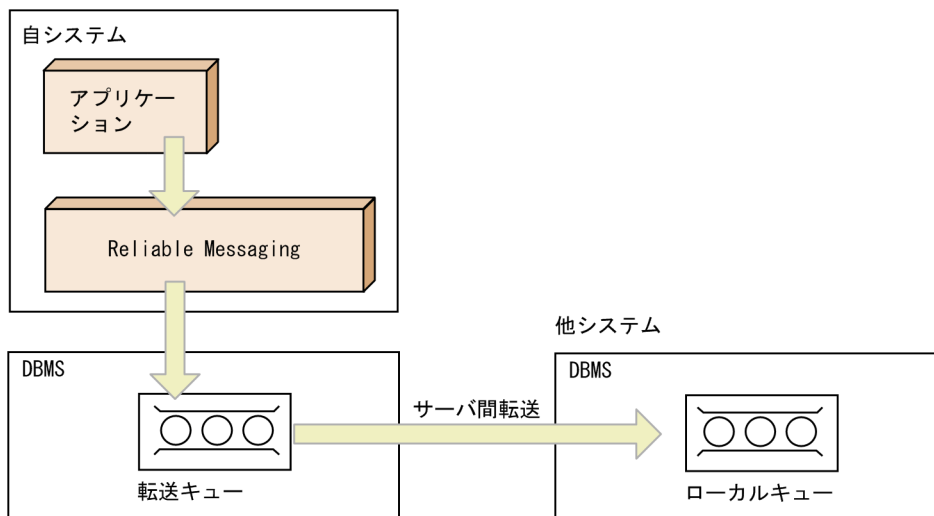 自システム
アプリケー
ション
Reliable Messaging
他システム
DBMS
DBMS
サーバ間転送
転送キュー
ローカルキュー